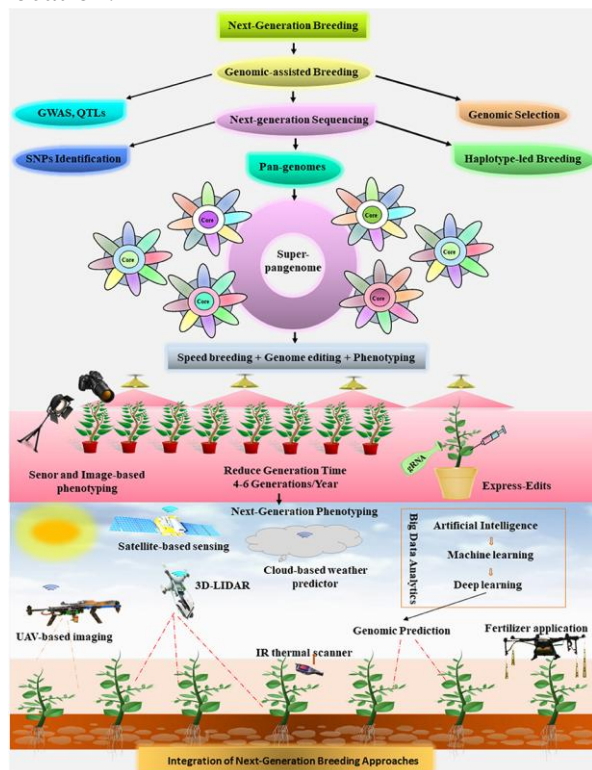 Next-Generation Breeding
Genomic-assisted Breeding
GWAS, QTLs
Next-generation Sequencing
Genomic Selection
SNPs Identification
Pan-genomes
Haplotype-led Breeding
Core
Core
Core
Core
Super-
pangenome
Core
Core
Speed breeding + Genome editing + Phenotyping
gRNA
Senor and Image-based
phenotyping
Reduce Generation Time
4-6 Generations/Year
Express-Edits
Next-Generation Phenotyping
Satellite-based sensing
Cloud-based weather
predictor
Big Data Analytics
Artificial Intelligence
Machine learning
Deep learning
3D-LIDAR
UAV-based imaging
Genomic Prediction
Fertilizer application
IR thermal scanner
Integration of Next-Generation Breeding Approaches